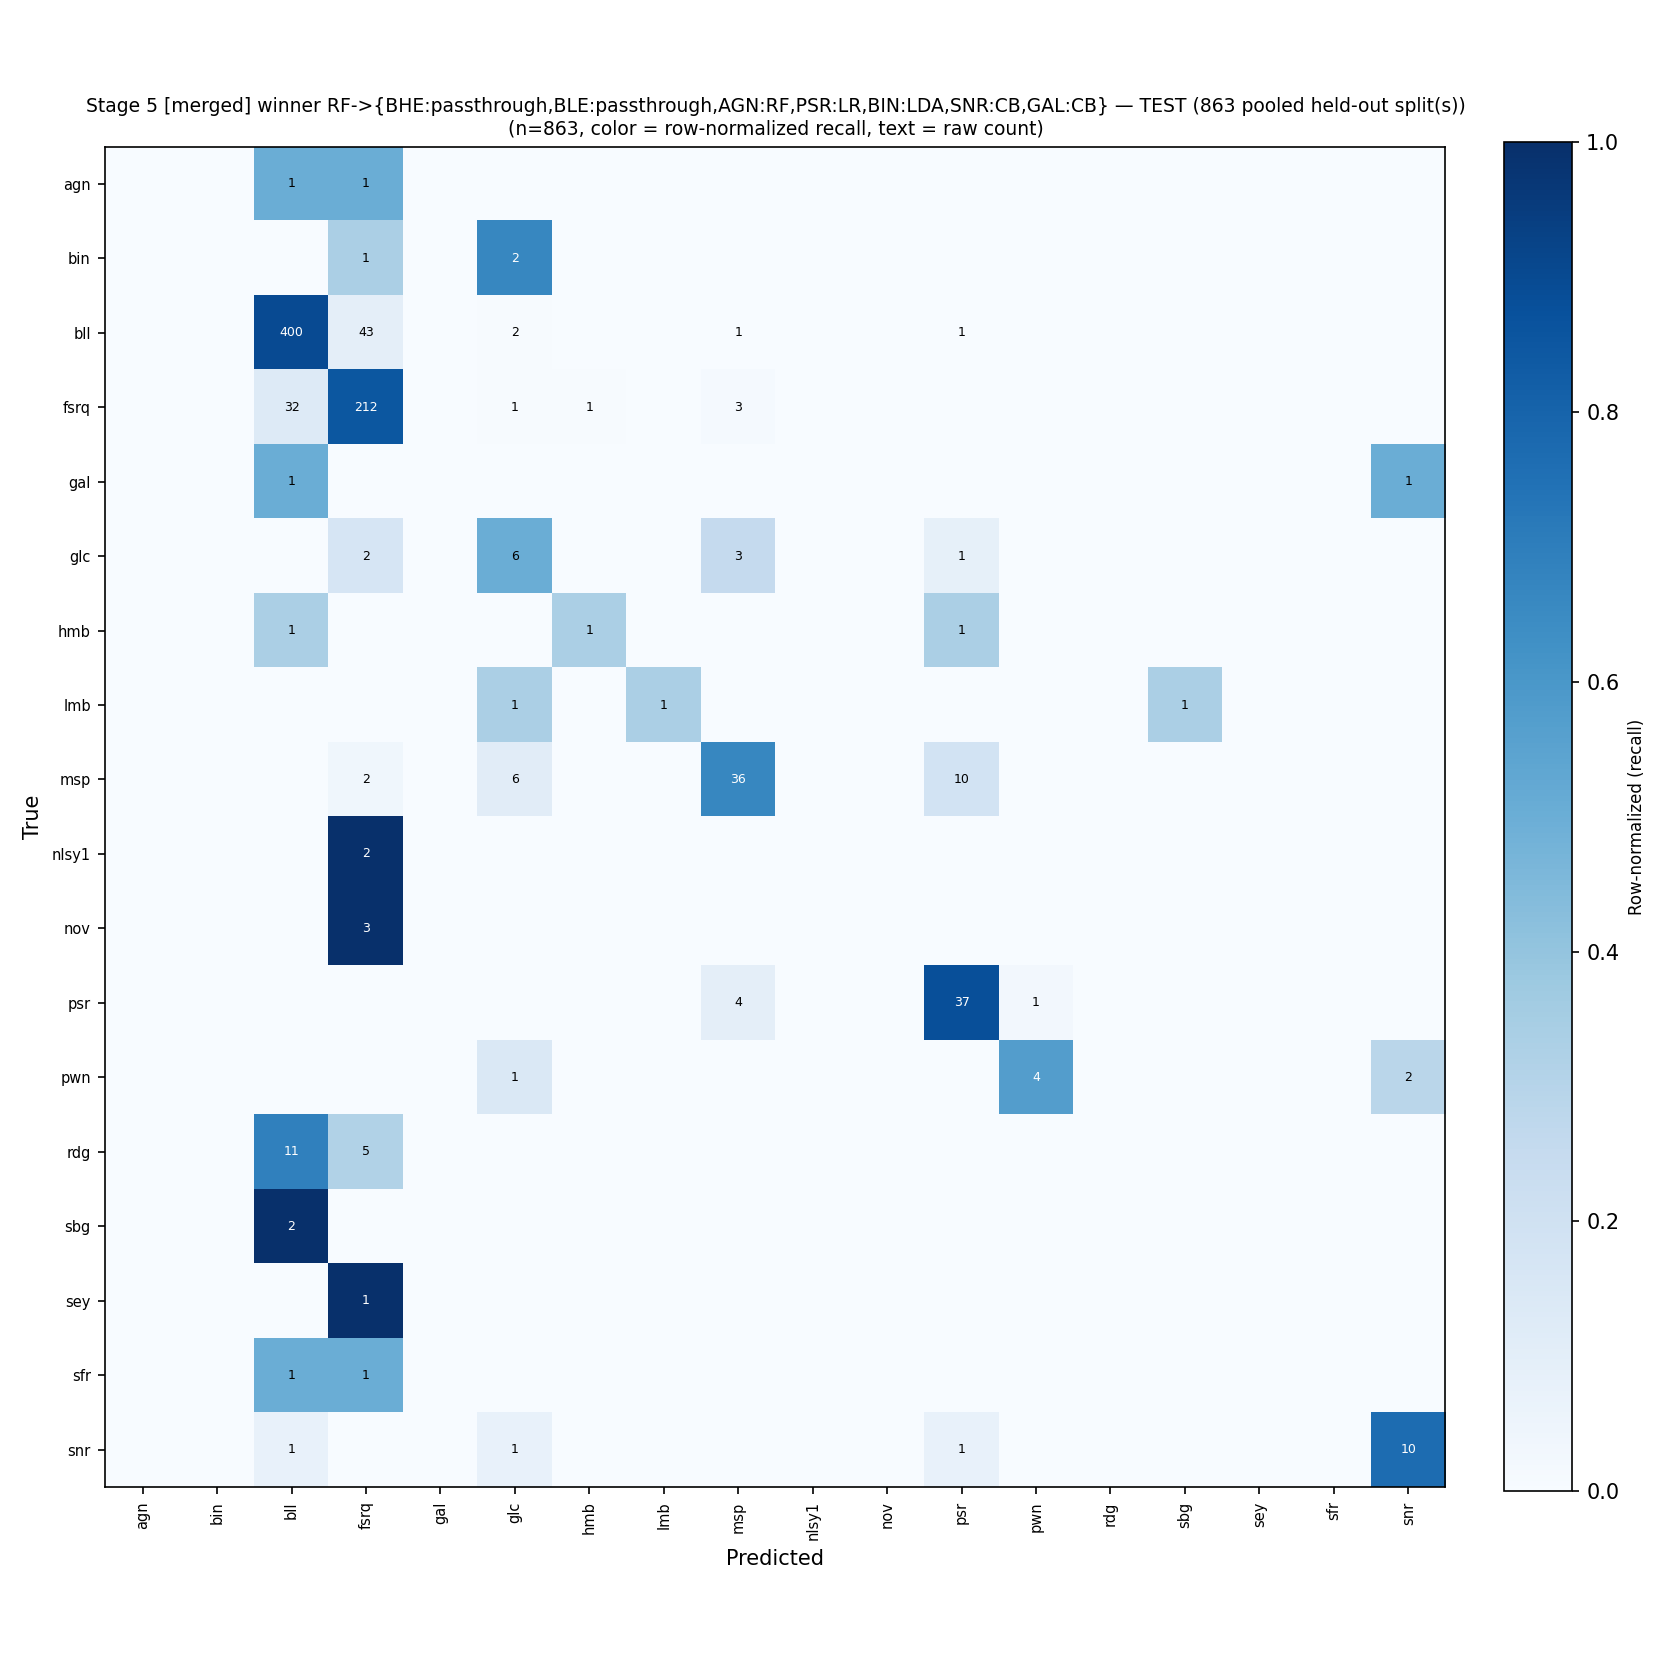 Stage 5 [merged] winner RF->{BHE:passthrough,BLE:passthrough,AGN:RF,PSR:LR,BIN:LDA,SNR:CB,GAL:CB} — TEST (863 pooled held-out split(s))
(n=863, color = row-normalized recall, text = raw count)
agn 1 1
bin 1 2
bll 400 43 2 1 1
fsrq 32 212 1 1 3
gal 1 1
glc 2 6 3 1
hmb 1 1 1
lmb 1 1 1
msp 2 6 36 10
nlsy1 2
nov 3
psr 4 37 1
pwn 1 4 2
rdg 11 5
sbg 2
sey 1
sfr 1 1
snr 1 1 1 10
True
agn bin bll fsrq gal glc hmb lmb msp nlsy1 nov psr pwn rdg sbg sey sfr snr
Predicted
1.0
0.8
0.6
0.4
0.2
0.0
Row-normalized (recall)